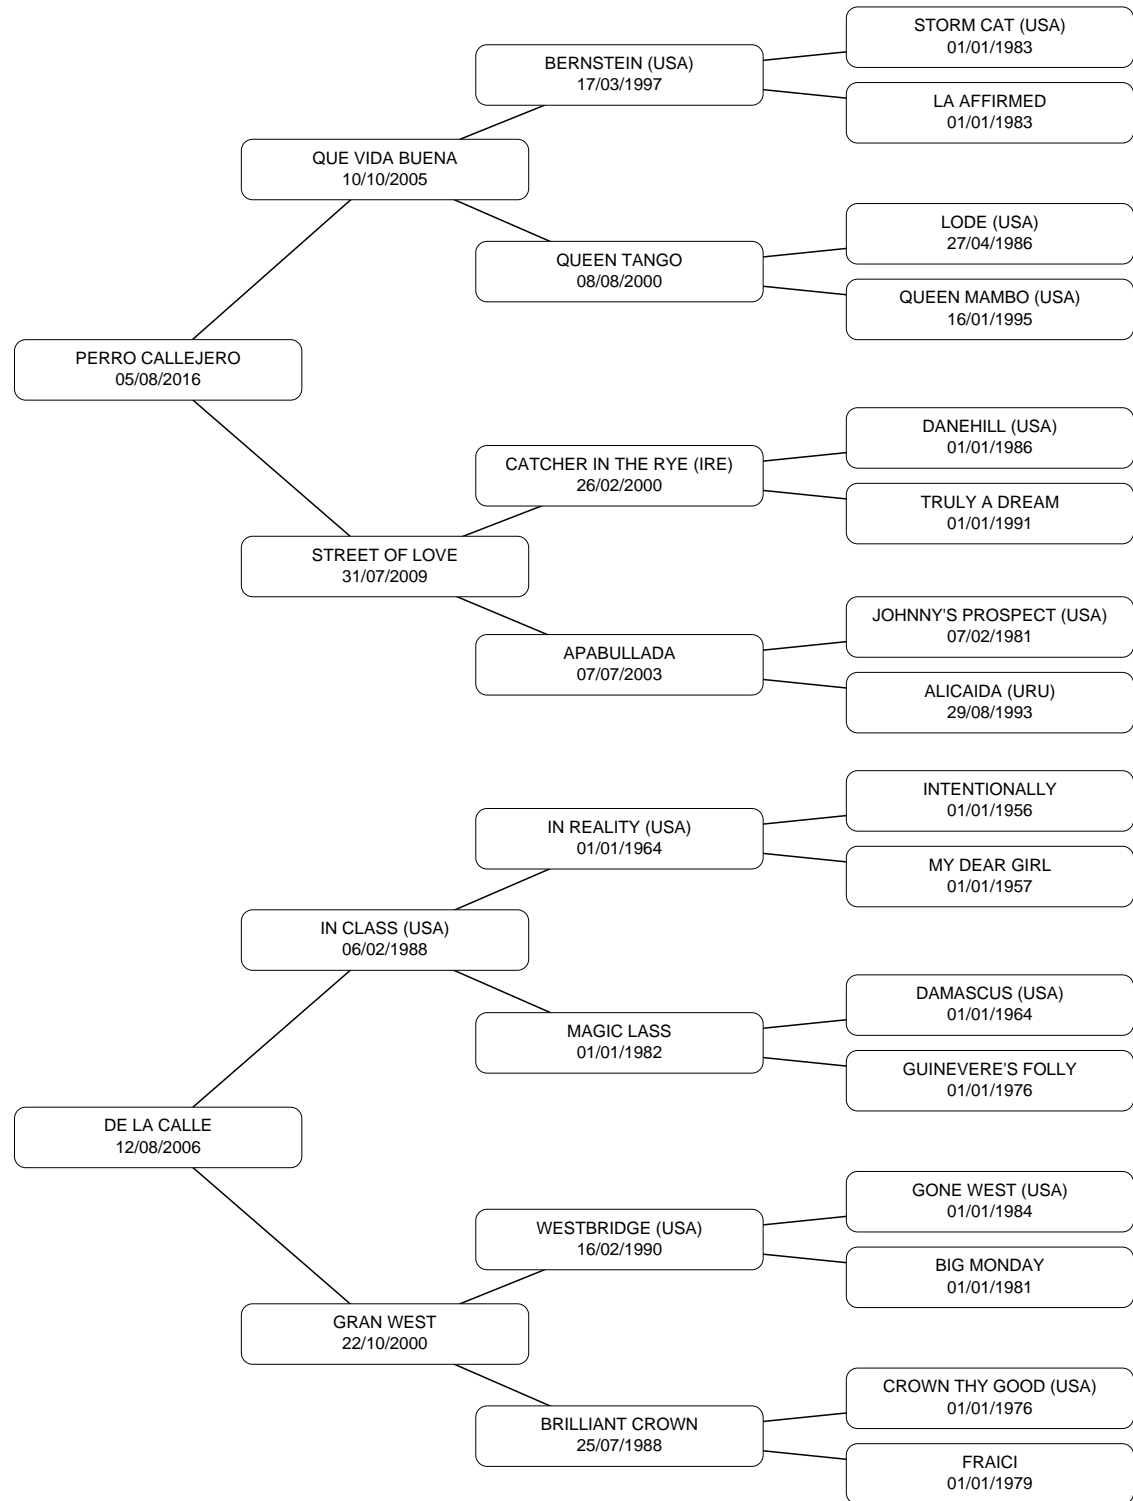 STORM CAT (USA)
01/01/1983
BERNSTEIN (USA)
17/03/1997
LA AFFIRMED
01/01/1983
QUE VIDA BUENA
10/10/2005
LODE (USA)
27/04/1986
QUEEN TANGO
08/08/2000
QUEEN MAMBO (USA)
16/01/1995
PERRO CALLEJERO
05/08/2016
DANEHILL (USA)
01/01/1986
CATCHER IN THE RYE (IRE)
26/02/2000
TRULY A DREAM
01/01/1991
STREET OF LOVE
31/07/2009
JOHNNY'S PROSPECT (USA)
07/02/1981
APABULLADA
07/07/2003
ALICAIDA (URU)
29/08/1993
INTENTIONALLY
01/01/1956
IN REALITY (USA)
01/01/1964
MY DEAR GIRL
01/01/1957
IN CLASS (USA)
06/02/1988
DAMASCUS (USA)
01/01/1964
MAGIC LASS
01/01/1982
GUINEVERE'S FOLLY
01/01/1976
DE LA CALLE
12/08/2006
GONE WEST (USA)
01/01/1984
WESTBRIDGE (USA)
16/02/1990
BIG MONDAY
01/01/1981
GRAN WEST
22/10/2000
CROWN THY GOOD (USA)
01/01/1976
BRILLIANT CROWN
25/07/1988
FRAICI
01/01/1979